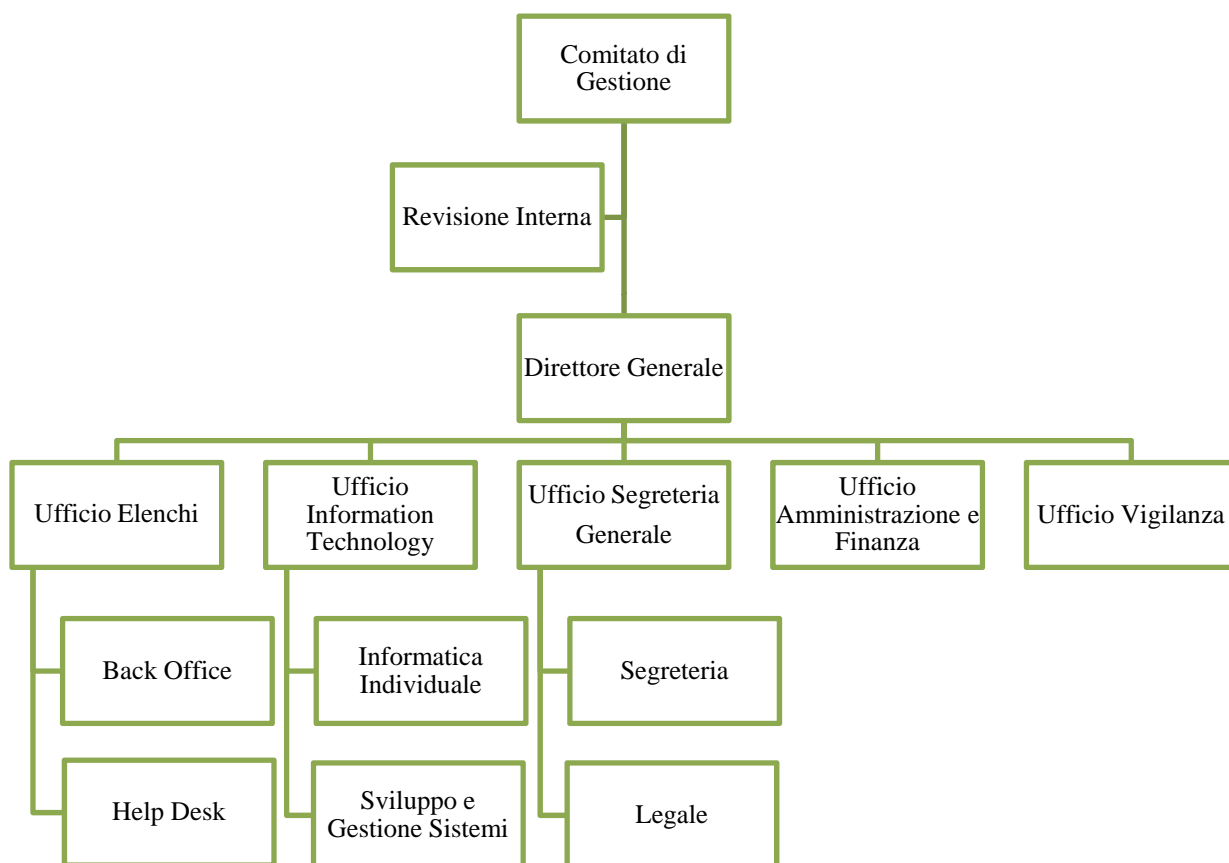 Comitato di
Gestione
Revisione Interna
Direttore Generale
Ufficio Elenchi
Ufficio
Information
Technology
Ufficio Segreteria
Generale
Ufficio
Amministrazione e
Finanza
Ufficio Vigilanza
Back Office
Informatica
Individuale
Segreteria
Help Desk
Sviluppo e
Gestione Sistemi
Legale